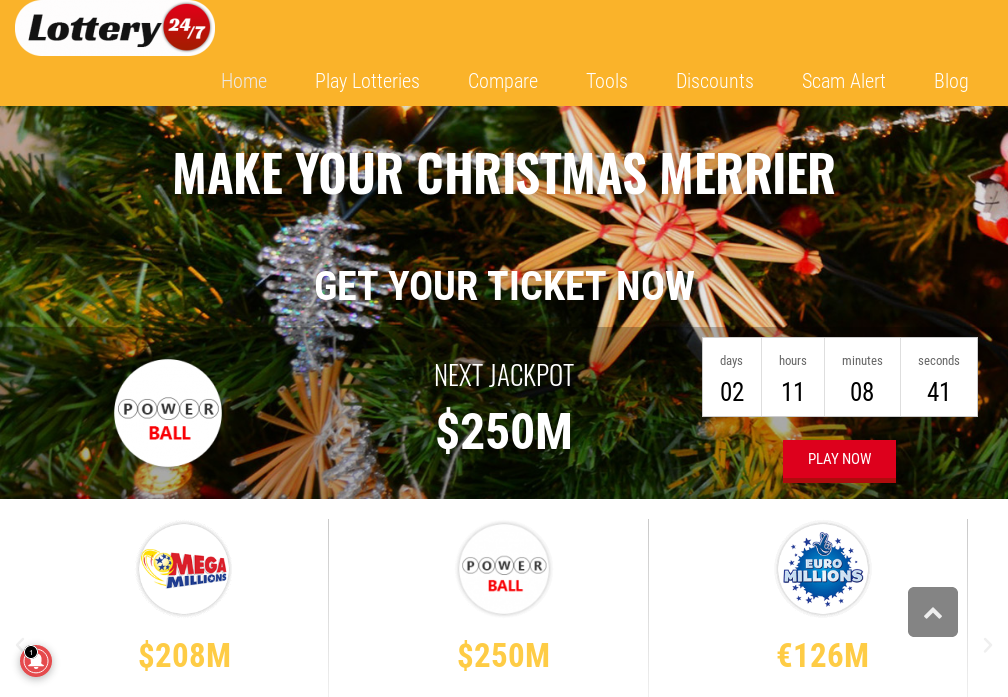 Lottery 24/7
Home Play Lotteries Compare Tools Discounts Scam Alert Blog
MAKE YOUR CHRISTMAS MERRIER
GET YOUR TICKET NOW
POWER
BALL
NEXT JACKPOT
$250M
days hours minutes seconds
02 11 08 41
PLAY NOW
MEGA
MILLIONS
POWER
BALL
EURO
MILLIONS
$208M $250M €126M
1